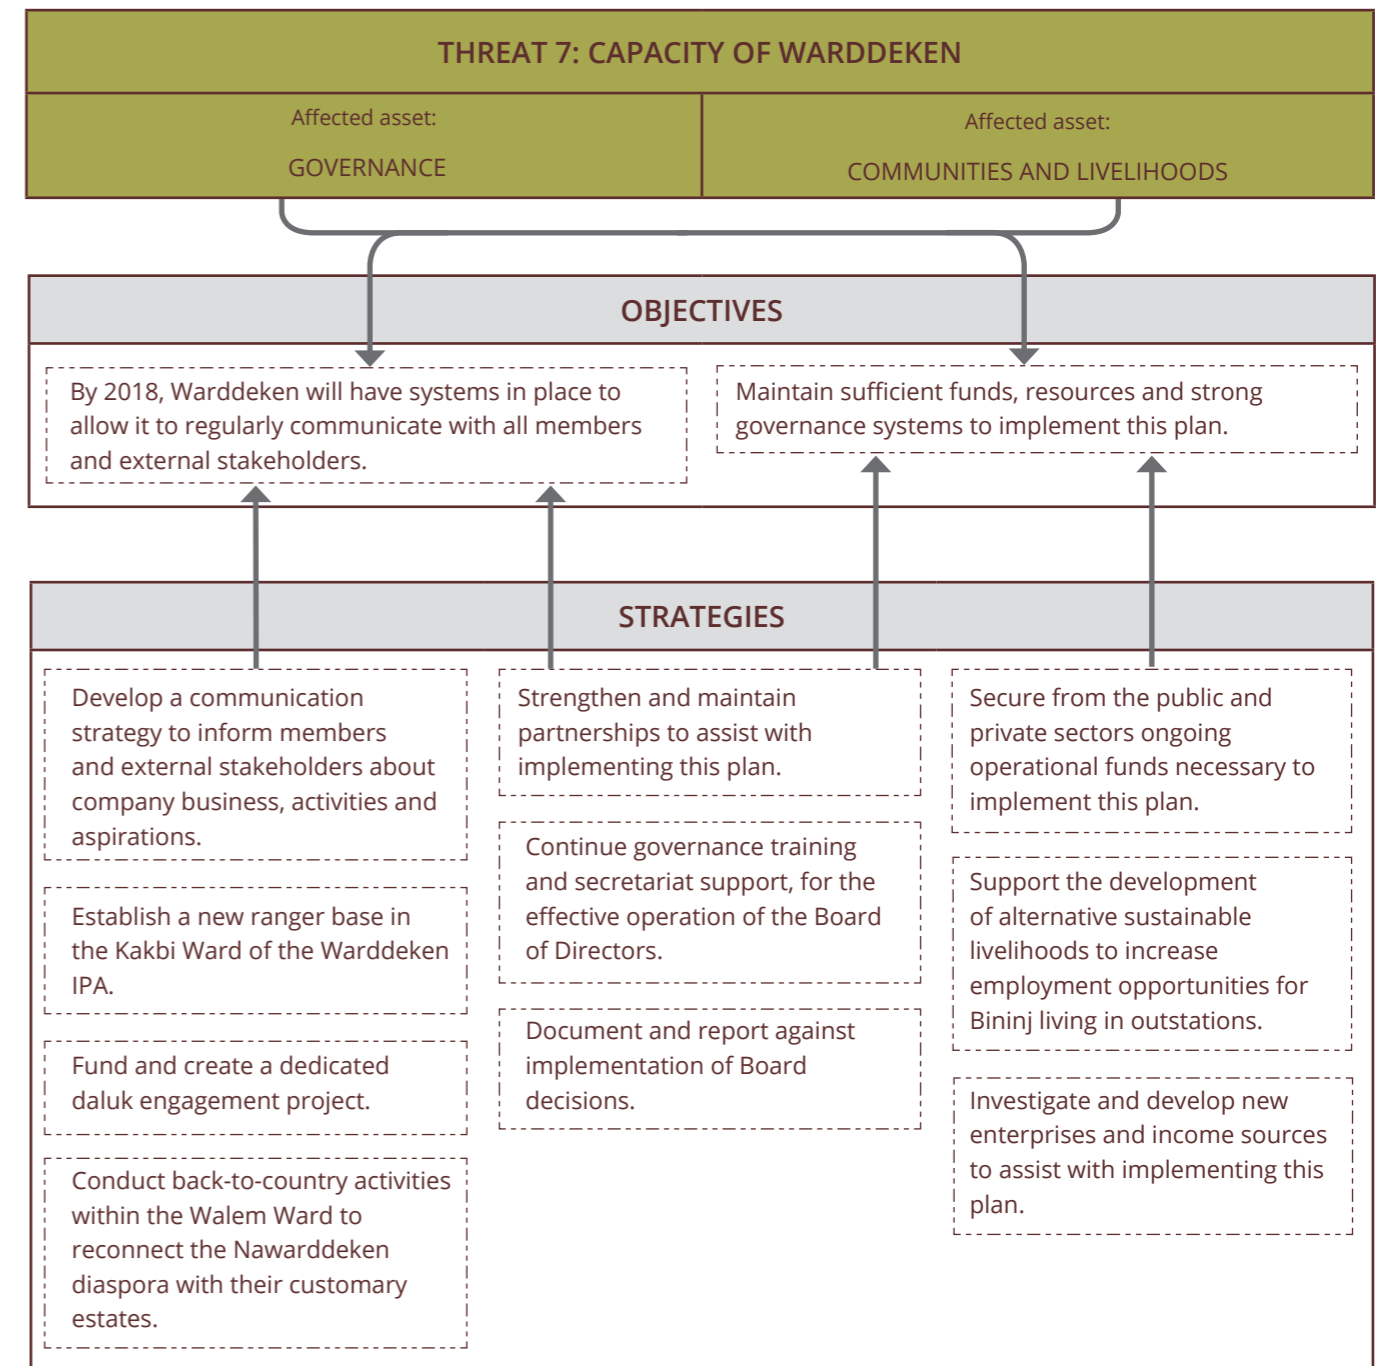 THREAT 7: CAPACITY OF WARDDEKEN
Affected asset:
GOVERNANCE
Affected asset:
COMMUNITIES AND LIVELIHOODS
OBJECTIVES
By 2018, Warddeken will have systems in place to
allow it to regularly communicate with all members
and external stakeholders.
Maintain sufficient funds, resources and strong
governance systems to implement this plan.
STRATEGIES
Develop a communication
strategy to inform members
and external stakeholders about
company business, activities and
aspirations.
Establish a new ranger base in
the Kakbi Ward of the Warddeken
IPA.
Fund and create a dedicated
daluk engagement project.
Conduct back-to-country activities
within the Walem Ward to
reconnect the Nawarddeken
diaspora with their customary
estates.
Strengthen and maintain
partnerships to assist with
implementing this plan.
Continue governance training
and secretariat support, for the
effective operation of the Board
of Directors.
Document and report against
implementation of Board
decisions.
Secure from the public and
private sectors ongoing
operational funds necessary to
implement this plan.
Support the development
of alternative sustainable
livelihoods to increase
employment opportunities for
Bininj living in outstations.
Investigate and develop new
enterprises and income sources
to assist with implementing this
plan.